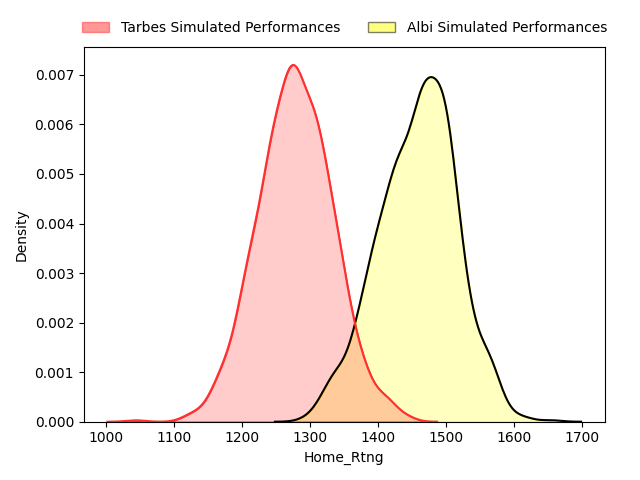 Tarbes Simulated Performances Albi Simulated Performances
0.007
0.006
0.005
0.004
0.003
0.002
0.001
0.000
Density
1000 1100 1200 1300 1400 1500 1600 1700
Home_Rtng